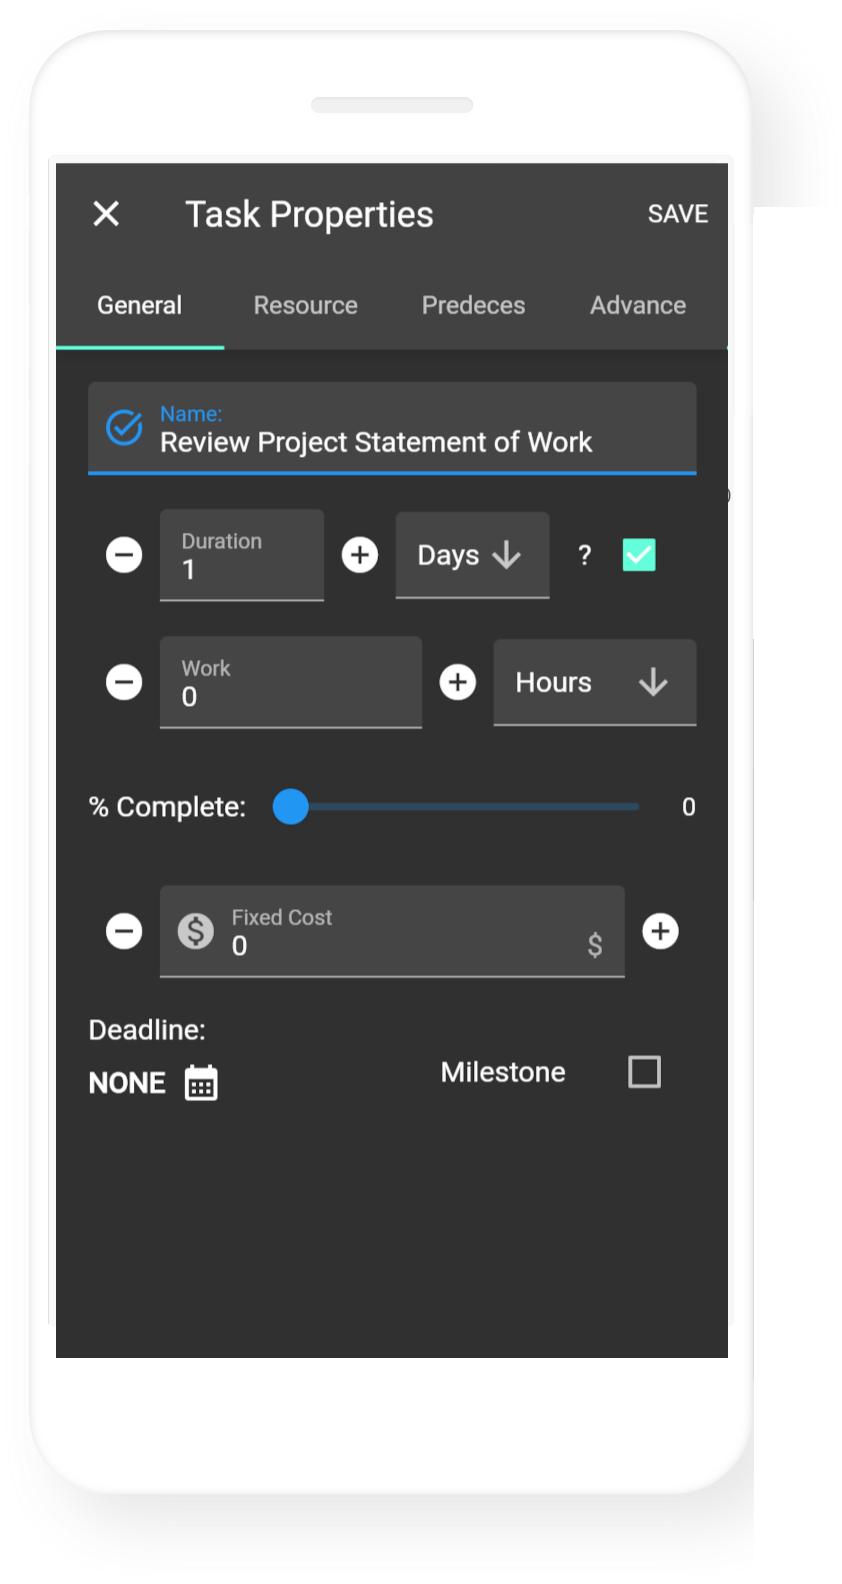 Task Properties SAVE
General Resource Predeces Advance
Name:
Review Project Statement of Work
Duration
1
Days ?
Work
0
Hours
% Complete: 0
Fixed Cost
0 $
Deadline:
NONE
Milestone